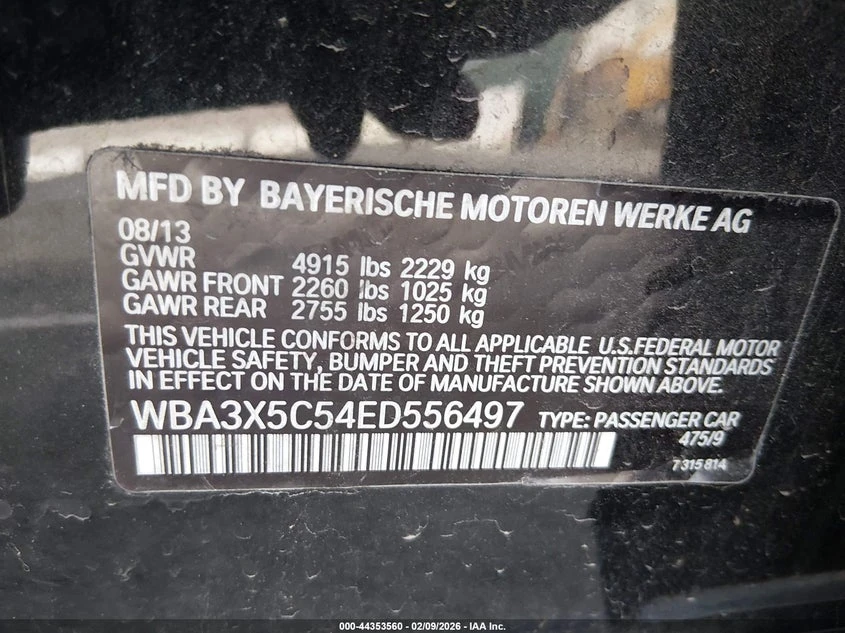 MFD BY BAYERISCHE MOTOREN WERKE AG
08/13
GVWR 4915 lbs 2229 kg
GAWR FRONT 2260 lbs 1025 kg
GAWR REAR 2755 lbs 1250 kg
THIS VEHICLE CONFORMS TO ALL APPLICABLE U.S.FEDERAL MOTOR
VEHICLE SAFETY, BUMPER AND THEFT PREVENTION STANDARDS
IN EFFECT ON THE DATE OF MANUFACTURE SHOWN ABOVE.
WBA3X5C54ED556497 TYPE: PASSENGER CAR
475/9
7315814
000-44353560 - 02/09/2026 - IAA Inc.